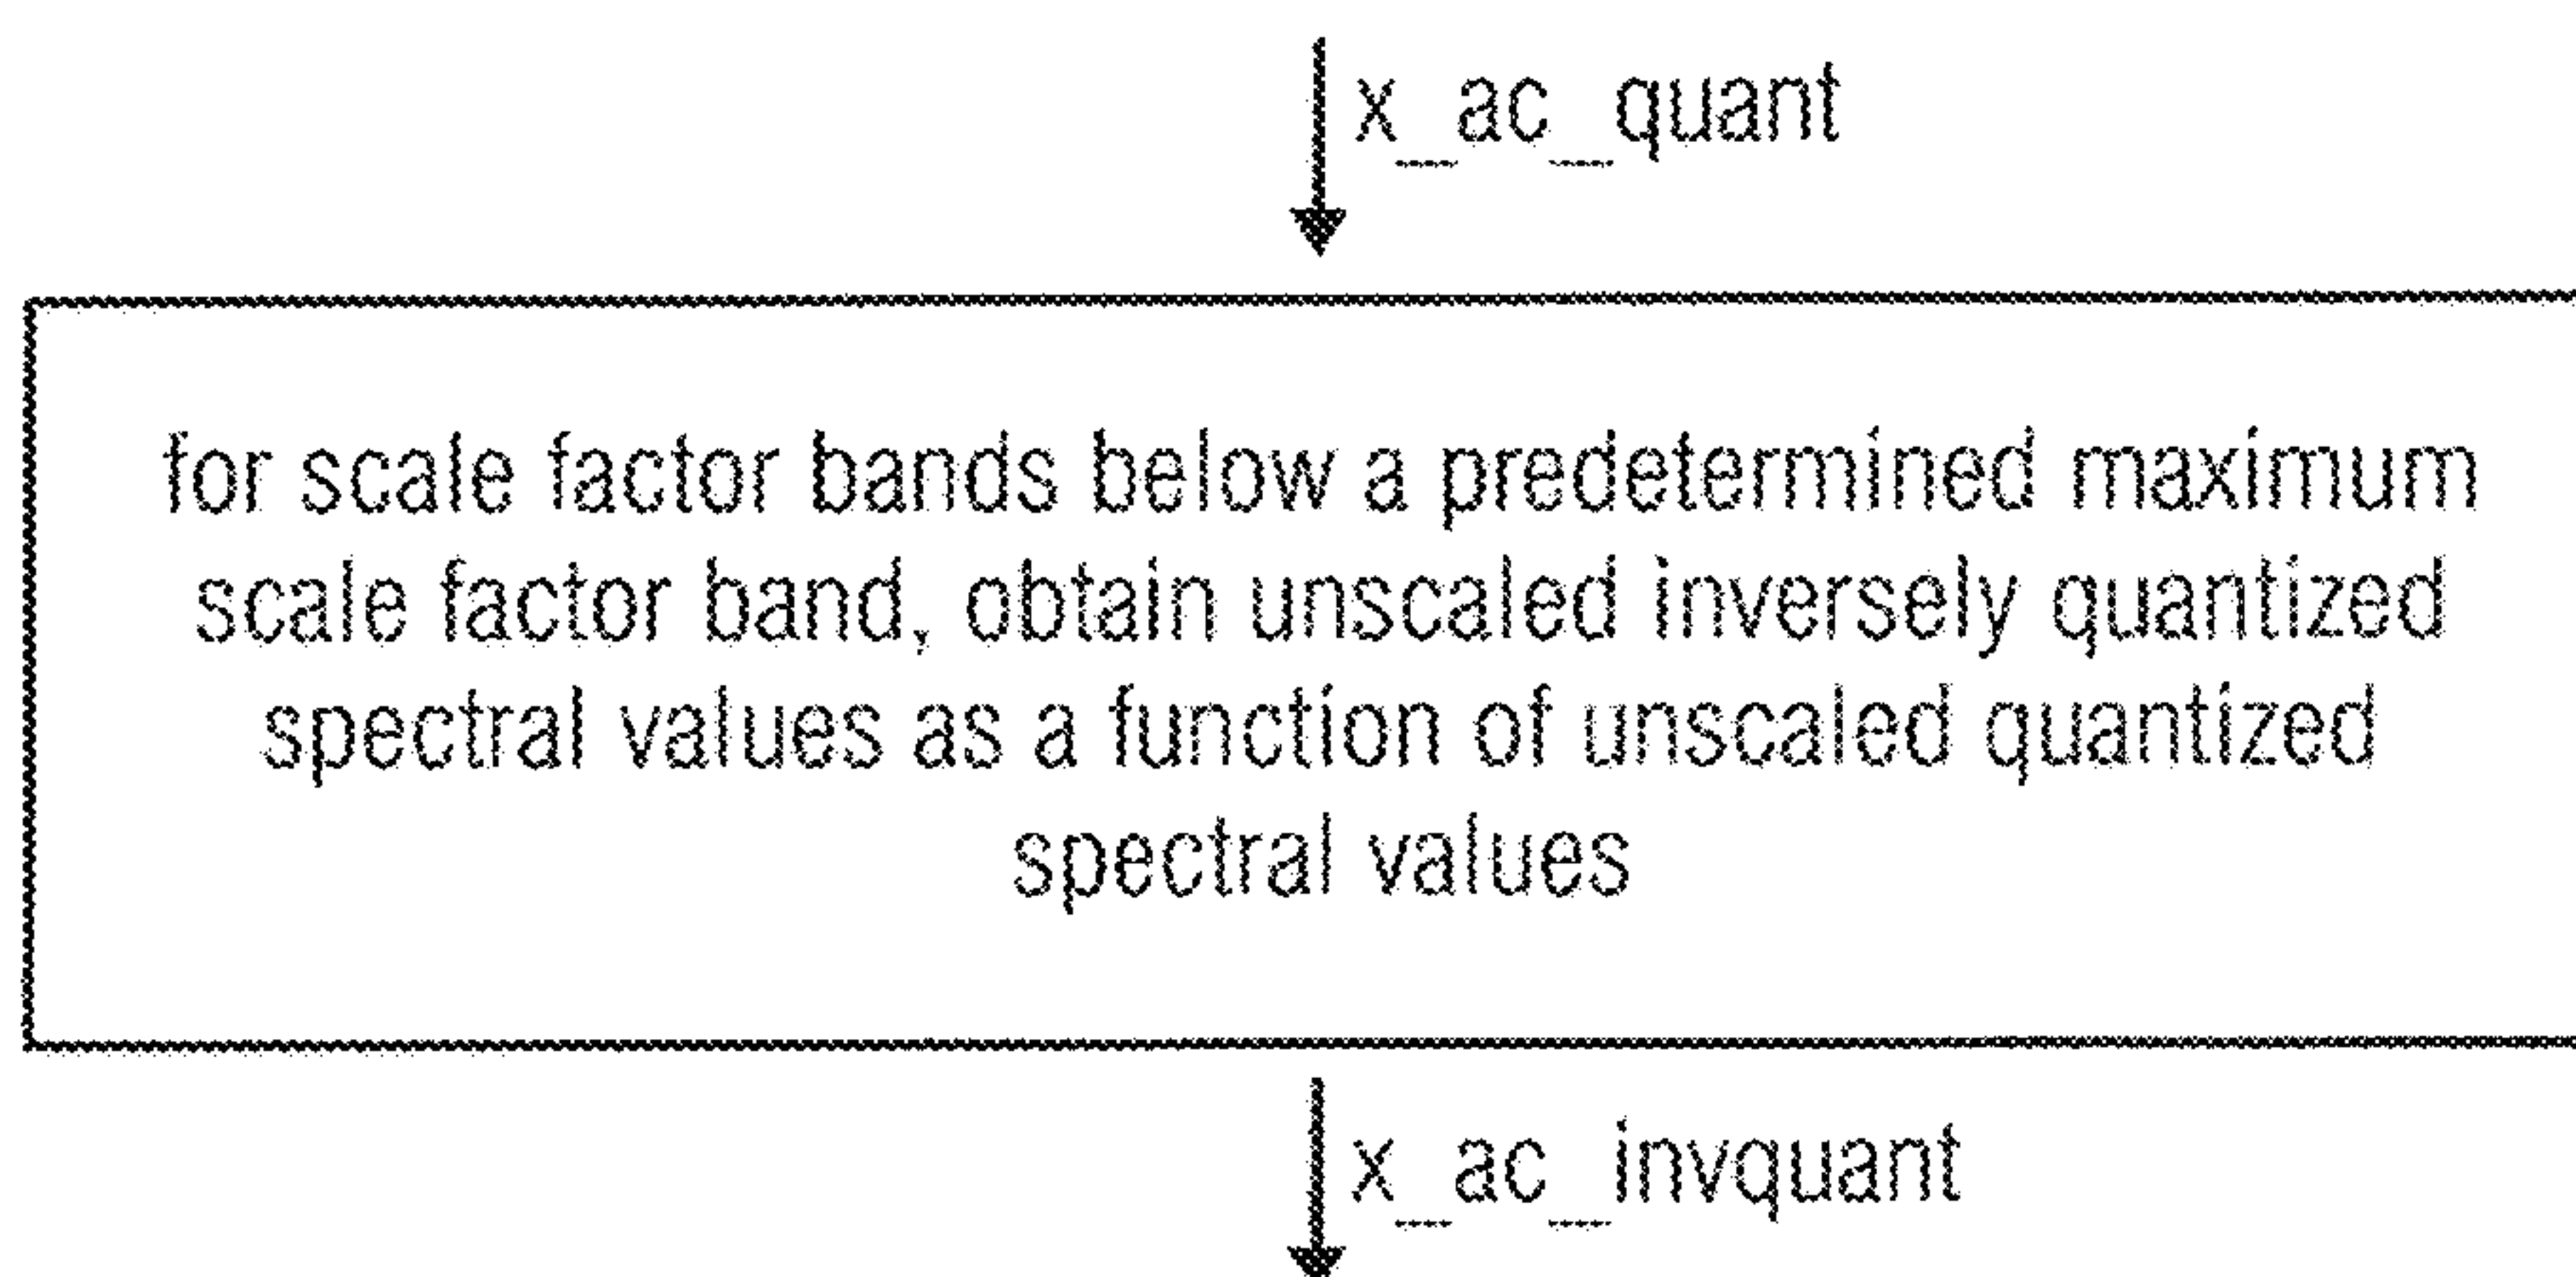 x_ac_quant
for scale factor bands below a predetermined maximum
scale factor band, obtain unscaled inversely quantized
spectral values as a function of unscaled quantized
spectral values
x_ac_invquant